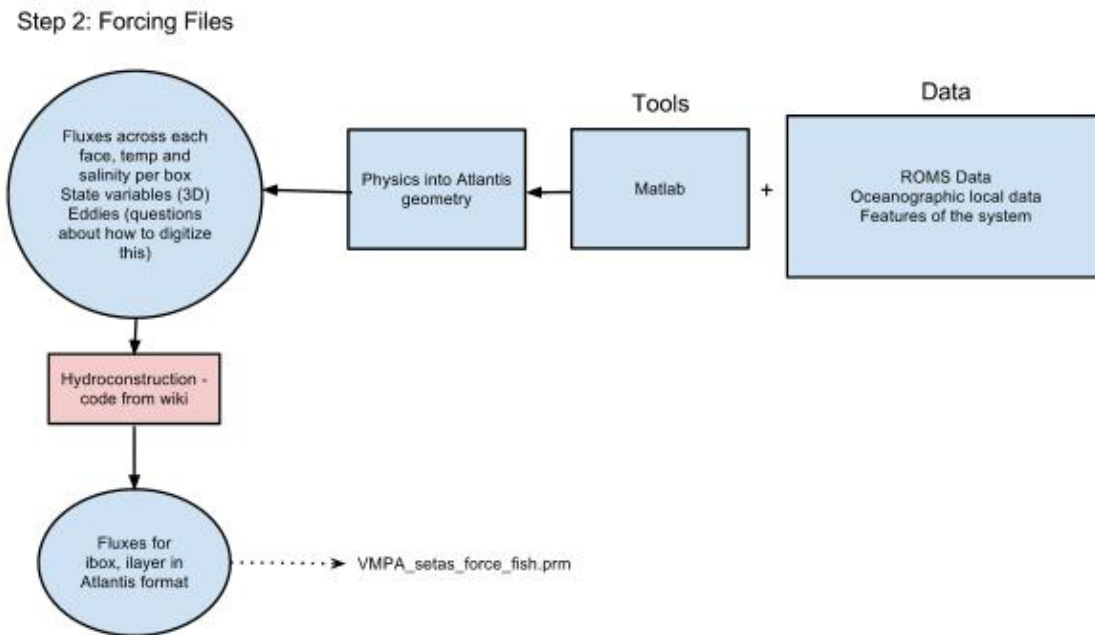 Step 2: Forcing Files
Tools
Data
Fluxes across each
face, temp and
salinity per box
State variables (3D)
Eddies (questions
about how to digitize
this)
Physics into Atlantis
geometry
Matlab
+
ROMS Data
Oceanographic local data
Features of the system
Hydroconstruction -
code from wiki
Fluxes for
ibox, ilayer in
Atlantis format
VMPA_setas_force_fish.prm